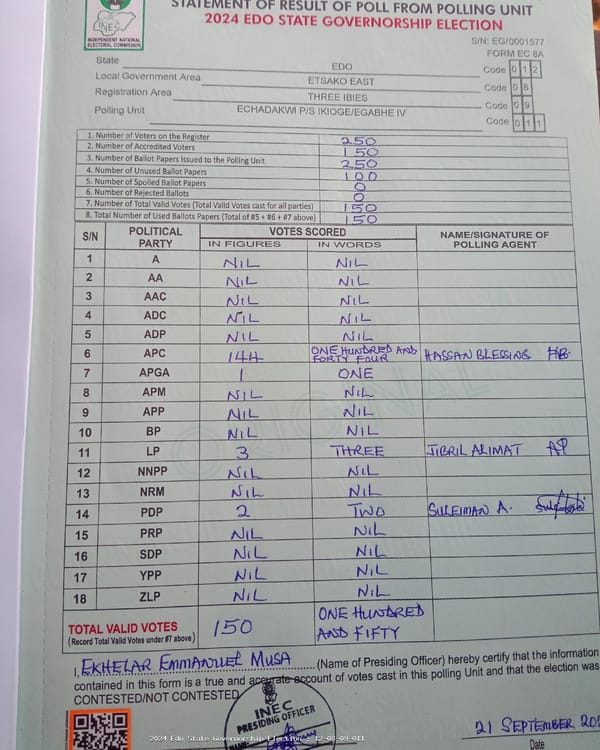 STATEMENT OF RESULT OF POLL FROM POLLING UNIT
2024 EDO STATE GOVERNORSHIP ELECTION
INEC
INDEPENDENT NATIONAL
ELECTORAL COMMISSION
S/N: EG/0001577
FORM EC 8A
State EDO Code 0 1 2
Local Government Area ETSAKO EAST Code 0 8
Registration Area THREE IBIES Code 0 9
Polling Unit ECHADAKWI P/S IKIOGE/EGABHE IV Code 0 1 1
1. Number of Voters on the Register 250
2. Number of Accredited Voters 150
3. Number of Ballot Papers Issued to the Polling Unit 250
4. Number of Unused Ballot Papers 100
5. Number of Spoiled Ballot Papers 0
6. Number of Rejected Ballots 0
7. Number of Total Valid Votes (Total Valid Votes cast for all parties) 150
8. Total Number of Used Ballots Papers (Total of #5 + #6 + #7 above) 150
S/N POLITICAL PARTY VOTES SCORED NAME/SIGNATURE OF POLLING AGENT
IN FIGURES IN WORDS
1 A NIL NIL
2 AA NIL NIL
3 AAC NIL NIL
4 ADC NIL NIL
5 ADP NIL NIL
6 APC 144 ONE HUNDRED AND FORTY FOUR HASSAN BLESSING HB
7 APGA 1 ONE
8 APM NIL NIL
9 APP NIL NIL
10 BP NIL NIL
11 LP 3 THREE JIBRIL ALIMAT
12 NNPP NIL NIL
13 NRM NIL NIL
14 PDP 2 TWO SULEIMAN A.
15 PRP NIL NIL
16 SDP NIL NIL
17 YPP NIL NIL
18 ZLP NIL NIL
ORIGINAL
TOTAL VALID VOTES 150 ONE HUNDRED
(Record Total Valid Votes under #7 above) AND FIFTY
I, EKHELAR EMMANUEL MUSA (Name of Presiding Officer) hereby certify that the information
contained in this form is a true and accurate account of votes cast in this polling Unit and that the election was
CONTESTED/NOT CONTESTED
INEC
PRESIDING OFFICER
NAME:
21 SEPTEMBER
Date
2024 Edo State Governorship Election - 12-08-09-011